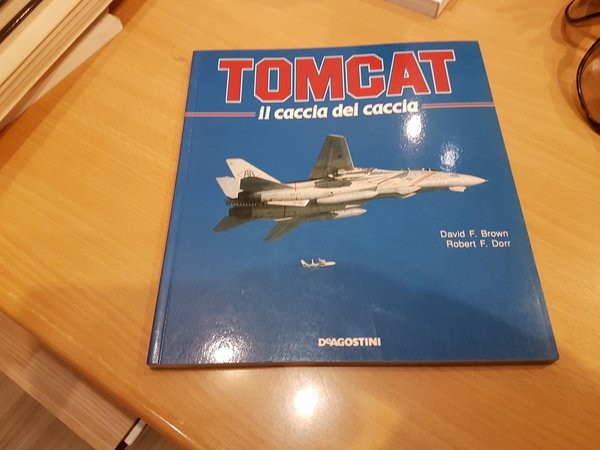 TOMCAT
il caccia dei caccia
David F. Brown
Robert F. Dorr
DeAGOSTINI